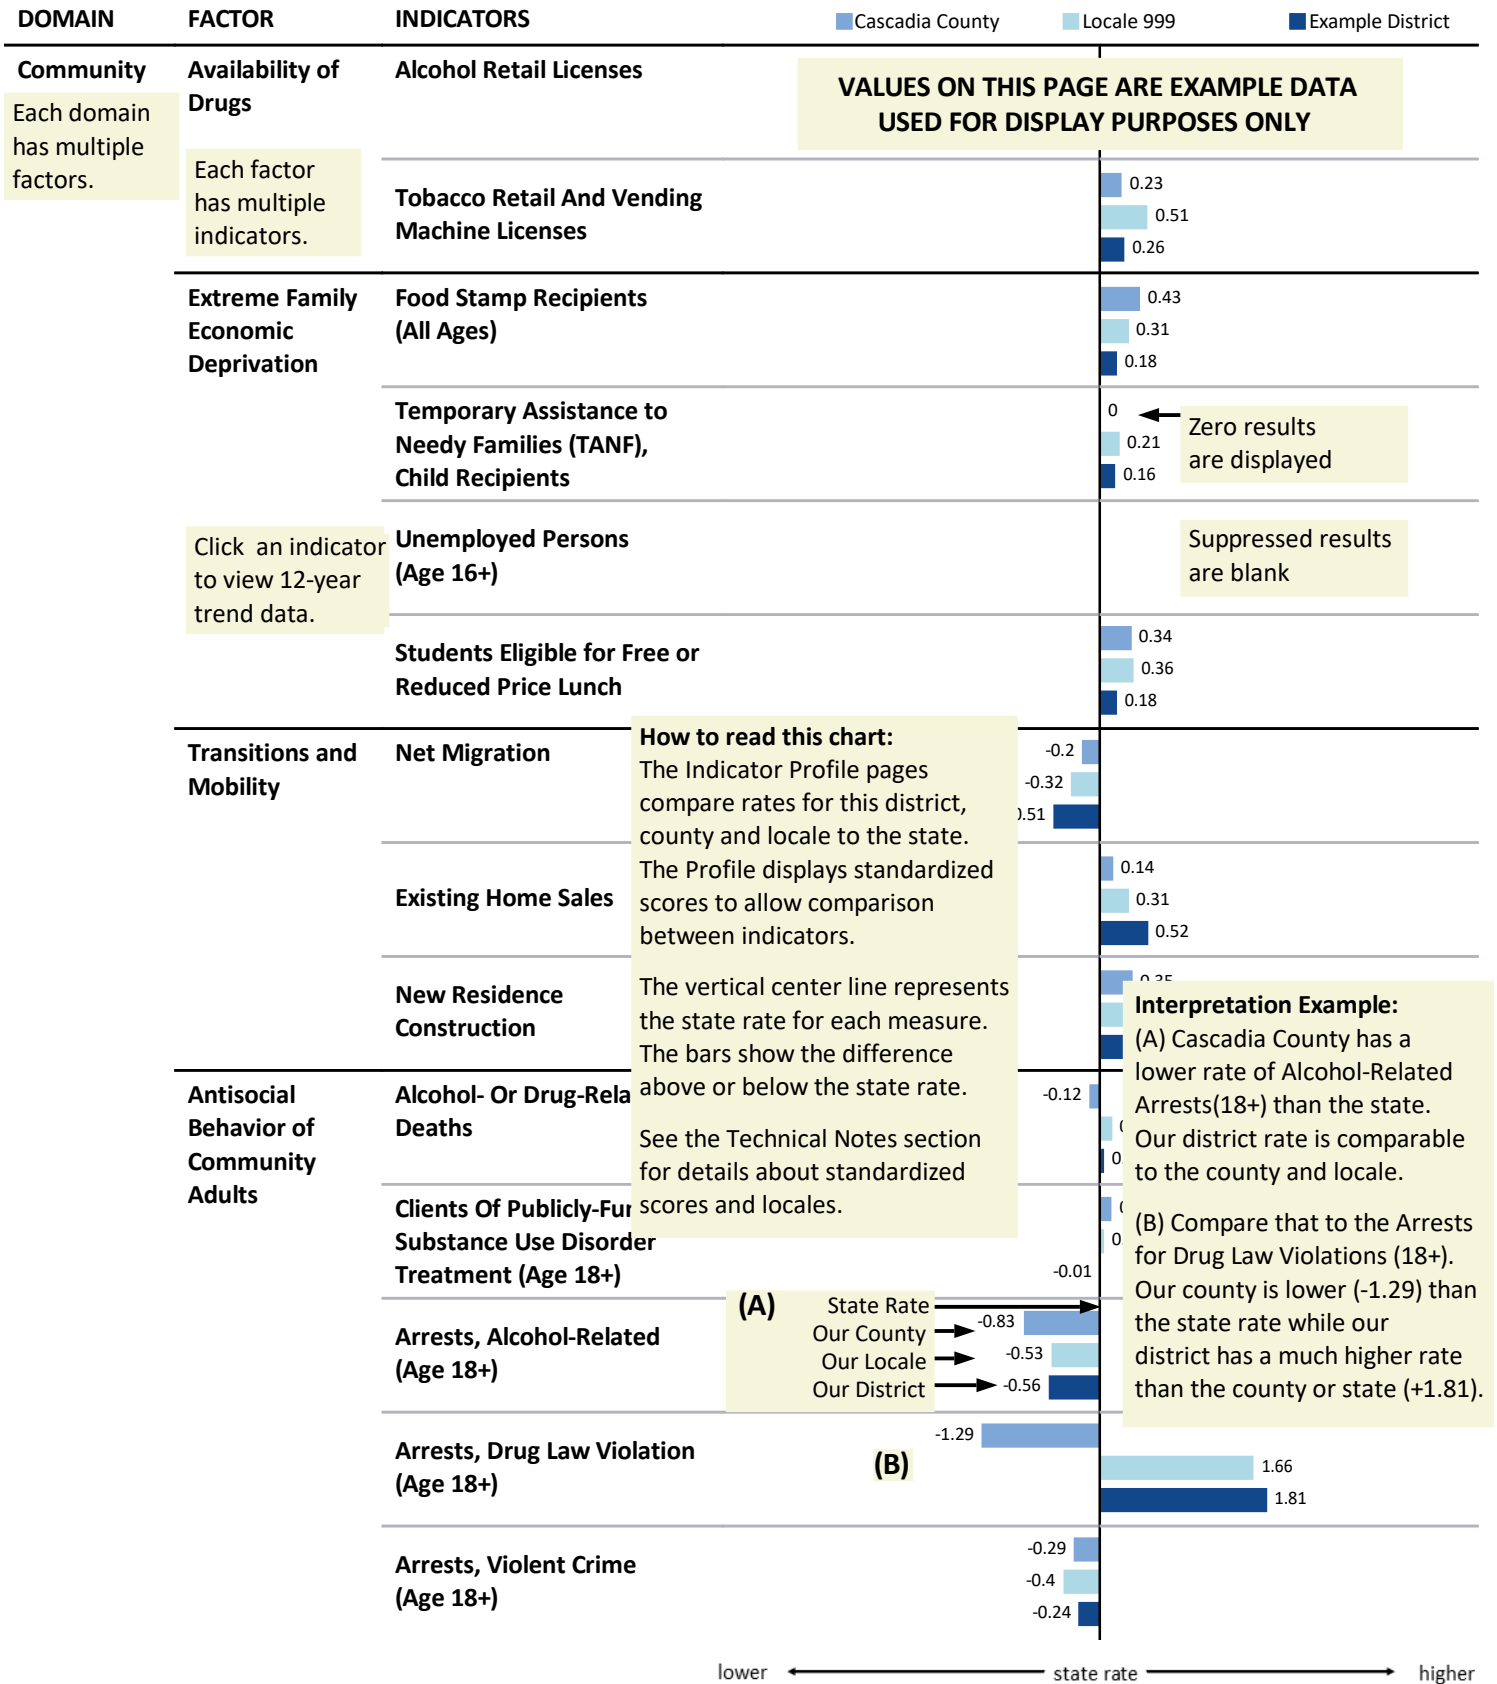 DOMAIN FACTOR INDICATORS Cascadia County Locale 999 Example District
Community
Each domain
has multiple
factors.
Availability of
Drugs
Each factor
has multiple
indicators.
Alcohol Retail Licenses
VALUES ON THIS PAGE ARE EXAMPLE DATA
USED FOR DISPLAY PURPOSES ONLY
Tobacco Retail And Vending
Machine Licenses
0.23
0.51
0.26
Extreme Family
Economic
Deprivation
Food Stamp Recipients
(All Ages)
0.43
0.31
0.18
Temporary Assistance to
Needy Families (TANF),
Child Recipients
0
0.21
0.16
Zero results
are displayed
Click an indicator
to view 12-year
trend data.
Unemployed Persons
(Age 16+)
Suppressed results
are blank
Students Eligible for Free or
Reduced Price Lunch
0.34
0.36
0.18
Transitions and
Mobility
Net Migration
-0.2
-0.32
.51
How to read this chart:
The Indicator Profile pages
compare rates for this district,
county and locale to the state.
The Profile displays standardized
scores to allow comparison
between indicators.
The vertical center line represents
the state rate for each measure.
The bars show the difference
above or below the state rate.
See the Technical Notes section
for details about standardized
scores and locales.
Existing Home Sales
0.14
0.31
0.52
New Residence
Construction
Interpretation Example:
(A) Cascadia County has a
lower rate of Alcohol-Related
Arrests(18+) than the state.
Our district rate is comparable
to the county and locale.
(B) Compare that to the Arrests
for Drug Law Violations (18+).
Our county is lower (-1.29) than
the state rate while our
district has a much higher rate
than the county or state (+1.81).
Antisocial
Behavior of
Community
Adults
Alcohol- Or Drug-Rela
Deaths
-0.12
0.
Clients Of Publicly-Fu
Substance Use Disorder
Treatment (Age 18+)
0.
-0.01
Arrests, Alcohol-Related
(Age 18+)
(A)
State Rate
Our County
Our Locale
Our District
-0.83
-0.53
-0.56
Arrests, Drug Law Violation
(Age 18+)
(B)
-1.29
1.66
1.81
Arrests, Violent Crime
(Age 18+)
-0.29
-0.4
-0.24
lower state rate higher